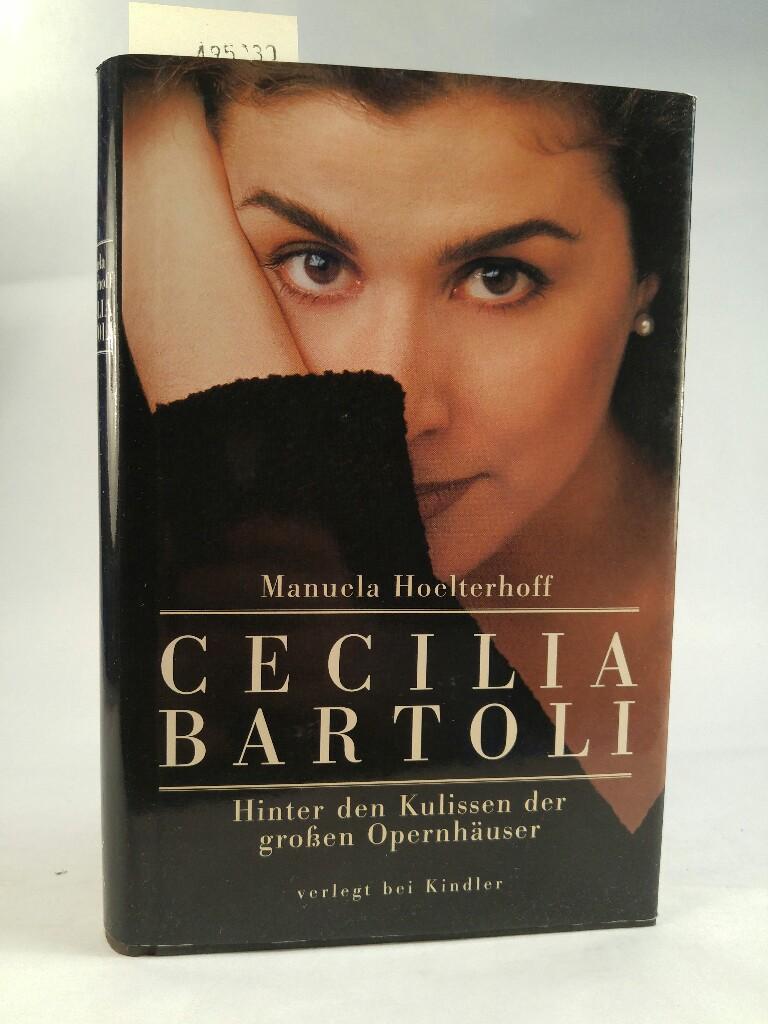 Manuela Hoelterhoff
CECILIA
BARTOLI
Hinter den Kulissen der
großen Opernhäuser
verlegt bei Kindler